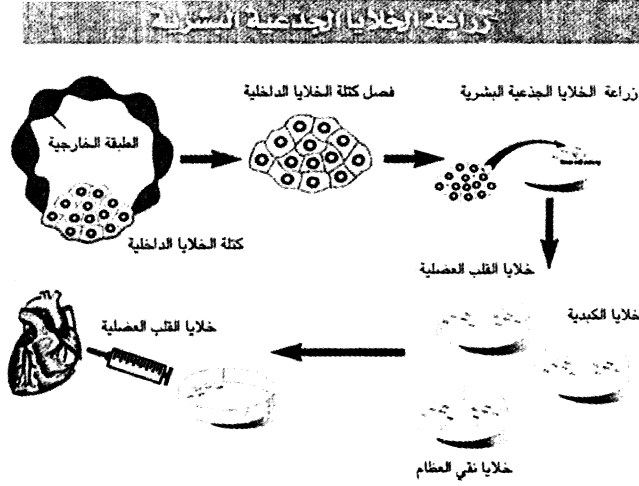 زراعة الخلايا الجذعية البشرية
زراعة الخلايا الجذعية البشرية
فصل كتلة الخلايا الداخلية
الطبقة الخارجية
كتلة الخلايا الداخلية
خلايا القلب العضلية
خلايا الكبدية
خلايا القلب العضلية
خلايا نقي العظام